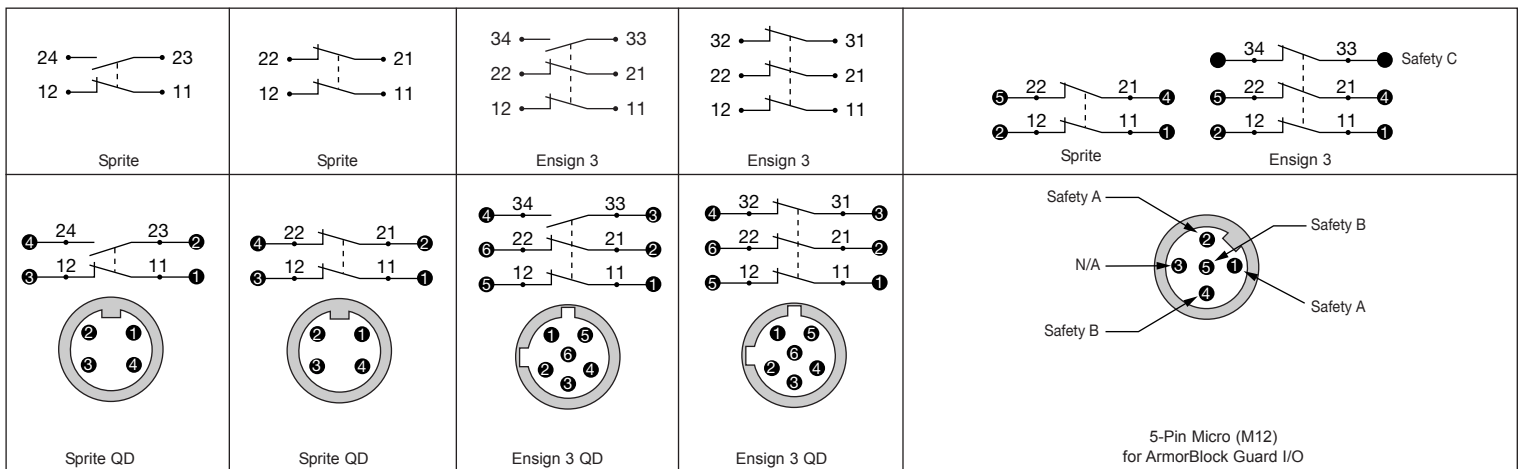 24 23
12 11
Sprite
22 21
12 11
Sprite
34 33
22 21
12 11
Ensign 3
32 31
22 21
12 11
Ensign 3
5 22 21 4
2 12 11 1
Sprite
34 33 Safety C
5 22 21 4
2 12 11 1
Ensign 3
4 24 23 2
3 12 11 1
2 1
3 4
Sprite QD
4 22 21 2
3 12 11 1
2 1
3 4
Sprite QD
4 34 33 3
6 22 21 2
5 12 11 1
1 5
6
2 4
3
Ensign 3 QD
4 32 31 3
6 22 21 2
5 12 11 1
1 5
6
2 4
3
Ensign 3 QD
Safety A
Safety B
2
N/A 3 5 1
4
Safety A
Safety B
5-Pin Micro (M12)
for ArmorBlock Guard I/O